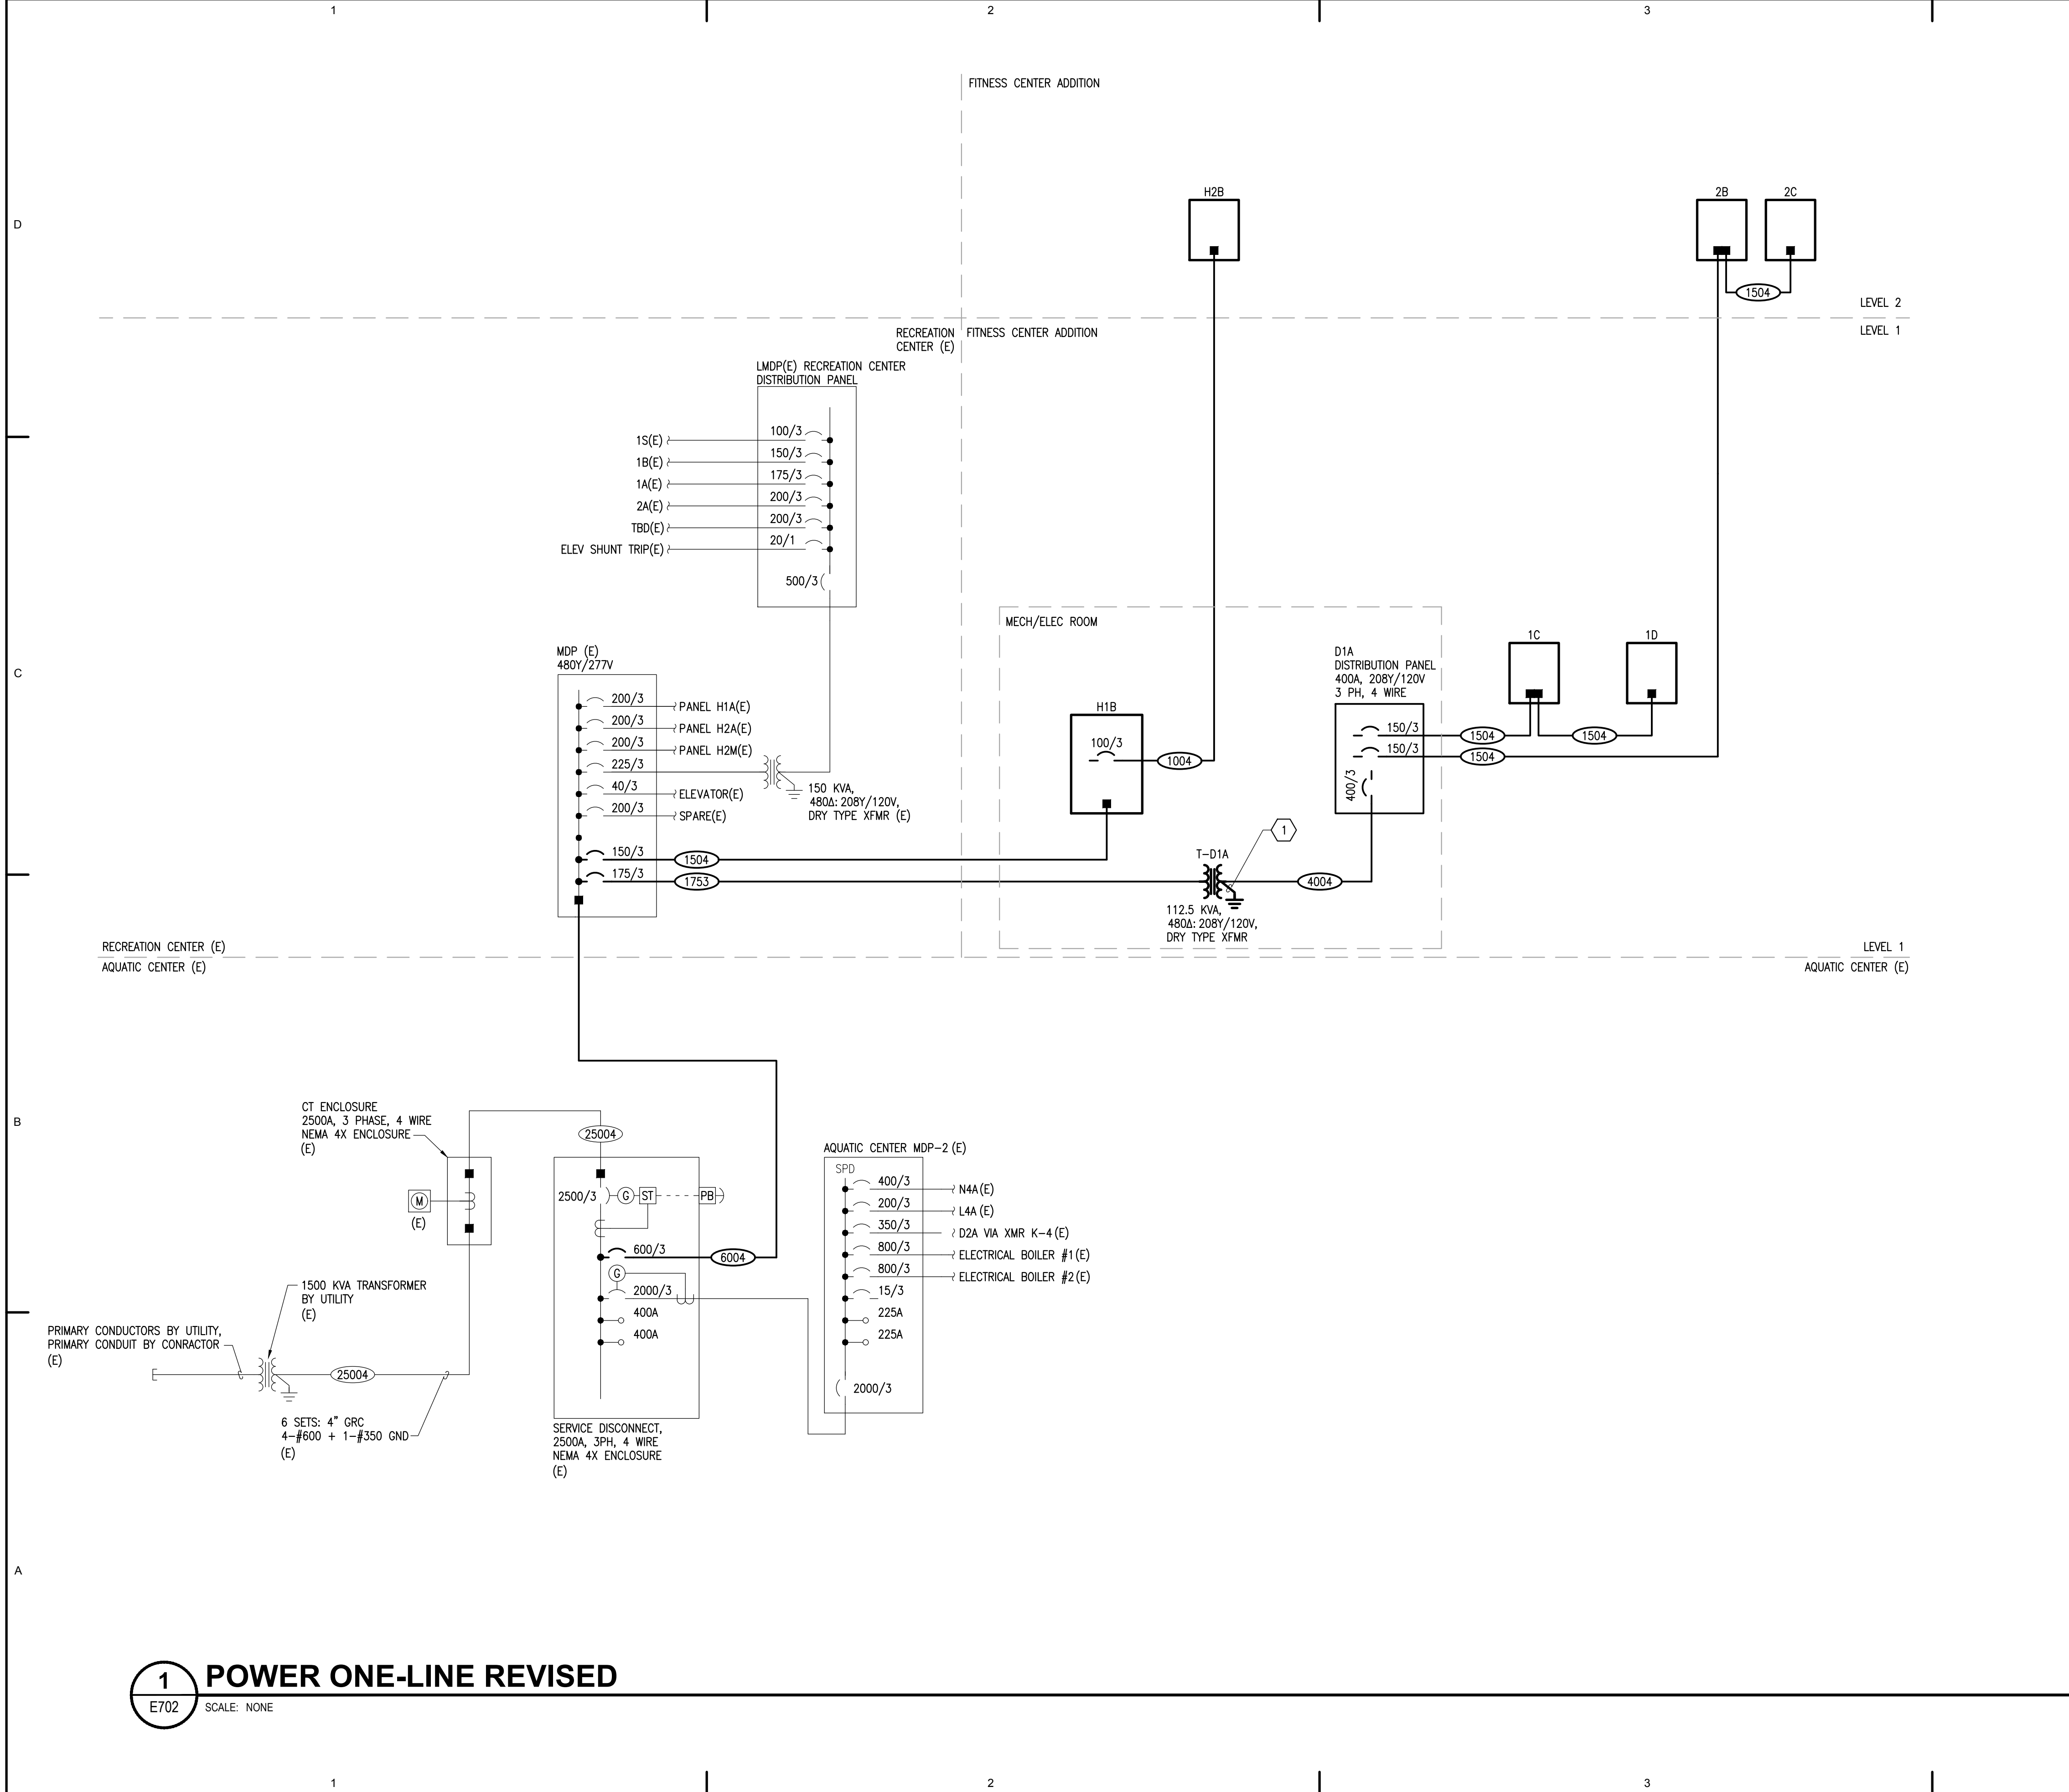 1
2
3
FITNESS CENTER ADDITION
H2B
2B
2C
D
1504
LEVEL 2
RECREATION
CENTER (E)
FITNESS CENTER ADDITION
LEVEL 1
LMDP(E) RECREATION CENTER
DISTRIBUTION PANEL
1S(E)
100/3
1B(E)
150/3
1A(E)
175/3
2A(E)
200/3
TBD(E)
200/3
ELEV SHUNT TRIP(E)
20/1
500/3
MECH/ELEC ROOM
C
MDP (E)
480Y/277V
200/3
PANEL H1A(E)
200/3
PANEL H2A(E)
200/3
PANEL H2M(E)
225/3
40/3
ELEVATOR(E)
200/3
SPARE(E)
150/3
1504
175/3
1753
150 KVA,
480Δ: 208Y/120V,
DRY TYPE XFMR (E)
H1B
100/3
1004
D1A
DISTRIBUTION PANEL
400A, 208Y/120V
3 PH, 4 WIRE
150/3
1504
150/3
1504
400/3
1C
1D
1504
1
T-D1A
4004
112.5 KVA,
480Δ: 208Y/120V,
DRY TYPE XFMR
RECREATION CENTER (E)
AQUATIC CENTER (E)
LEVEL 1
AQUATIC CENTER (E)
B
CT ENCLOSURE
2500A, 3 PHASE, 4 WIRE
NEMA 4X ENCLOSURE
(E)
25004
M
(E)
2500/3
G
ST
PB
600/3
6004
G
2000/3
400A
400A
AQUATIC CENTER MDP-2 (E)
SPD
400/3
N4A(E)
200/3
L4A(E)
350/3
D2A VIA XMR K-4(E)
800/3
ELECTRICAL BOILER #1(E)
800/3
ELECTRICAL BOILER #2(E)
15/3
225A
225A
2000/3
1500 KVA TRANSFORMER
BY UTILITY
(E)
PRIMARY CONDUCTORS BY UTILITY,
PRIMARY CONDUIT BY CONRACTOR
(E)
25004
6 SETS: 4" GRC
4-#600 + 1-#350 GND
(E)
SERVICE DISCONNECT,
2500A, 3PH, 4 WIRE
NEMA 4X ENCLOSURE
(E)
A
1
E702
POWER ONE-LINE REVISED
SCALE: NONE
1
2
3